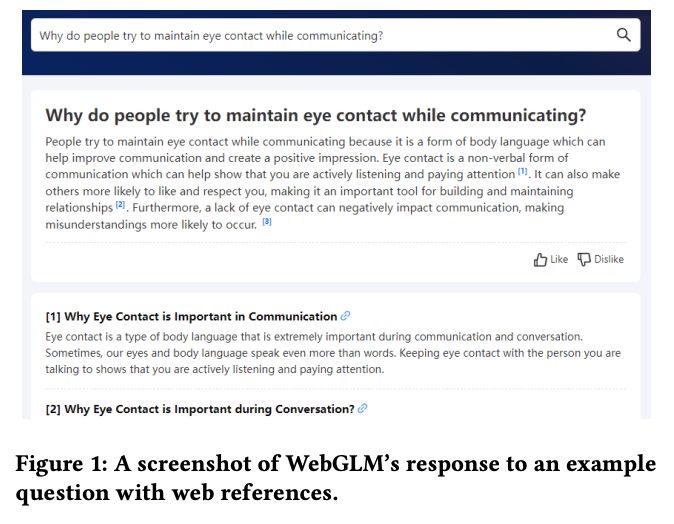 Why do people try to maintain eye contact while communicating?
Why do people try to maintain eye contact while communicating?
People try to maintain eye contact while communicating because it is a form of body language which can
help improve communication and create a positive impression. Eye contact is a non-verbal form of
communication which can help show that you are actively listening and paying attention [1]. It can also make
others more likely to like and respect you, making it an important tool for building and maintaining
relationships [2]. Furthermore, a lack of eye contact can negatively impact communication, making
misunderstandings more likely to occur. [3]
Like Dislike
[1] Why Eye Contact is Important in Communication
Eye contact is a type of body language that is extremely important during communication and conversation.
Sometimes, our eyes and body language speak even more than words. Keeping eye contact with the person you are
talking to shows that you are actively listening and paying attention.
[2] Why Eye Contact is Important during Conversation?
Figure 1: A screenshot of WebGLM's response to an example
question with web references.